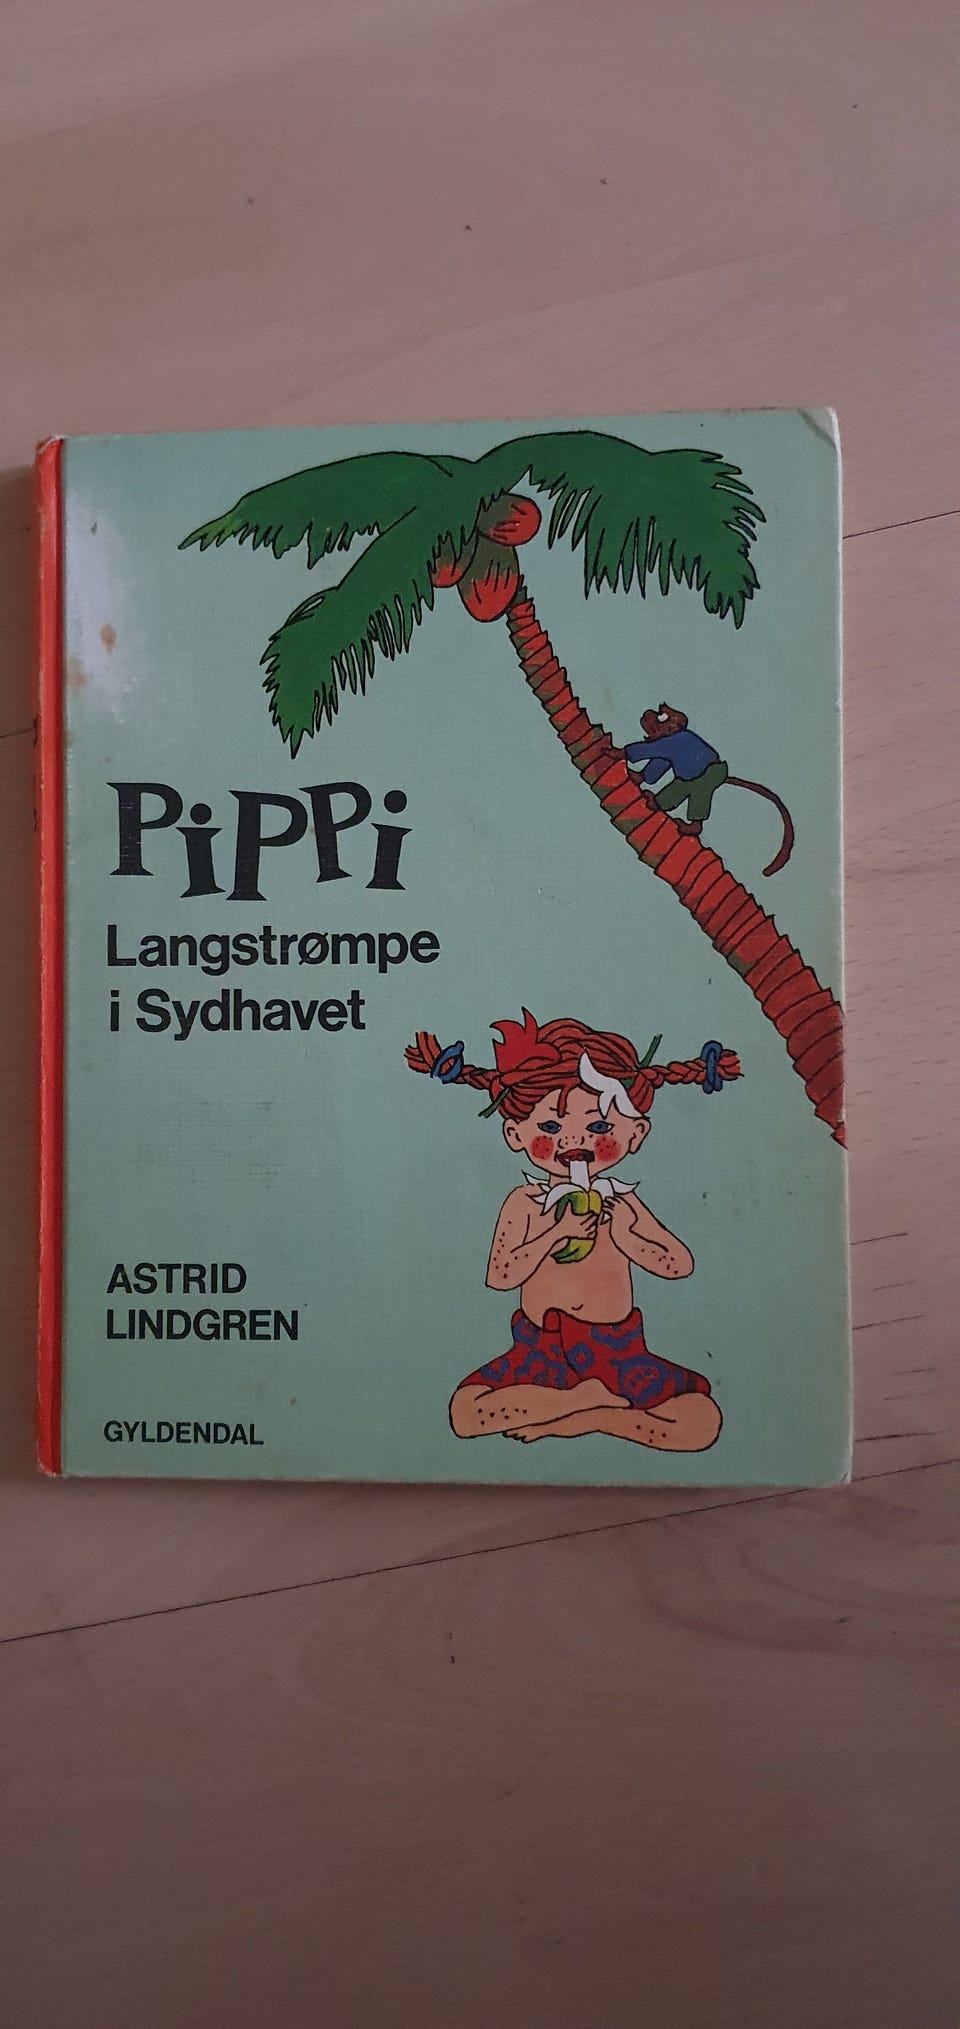 PiPPi
Langstrømpe
i Sydhavet
ASTRID
LINDGREN
GYLDENDAL